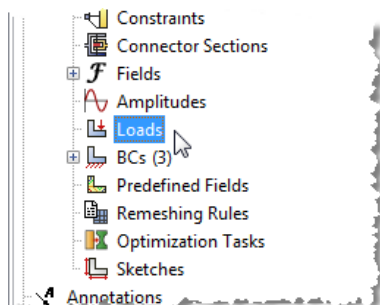 Constraints
Connector Sections
F Fields
Amplitudes
Loads
BCs (3)
Predefined Fields
Remeshing Rules
Optimization Tasks
Sketches
A Annotations